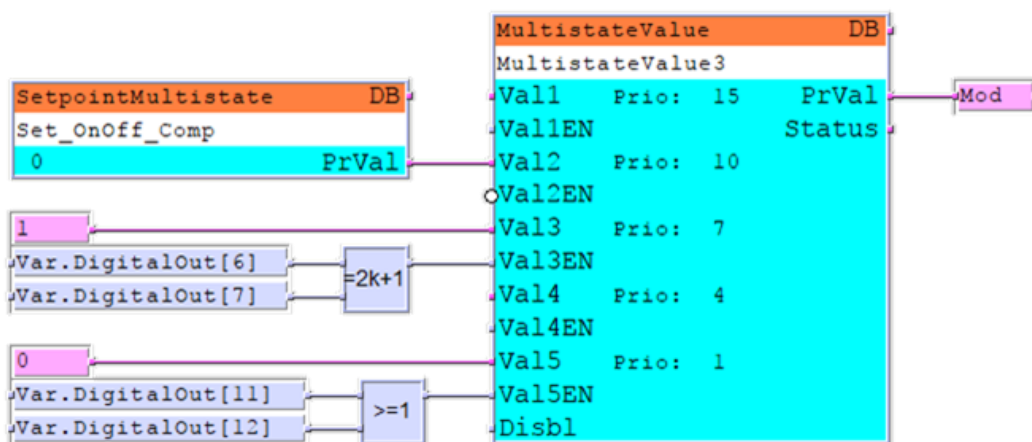 MultistateValue DB
MultistateValue3
SetpointMultistate DB
Set_OnOff_Comp
0 PrVal
Val1 Prio: 15 PrVal
Mod
Val1EN Status
Val2 Prio: 10
Val2EN
1
Val3 Prio: 7
Var.DigitalOut[6]
=2k+1
Val3EN
Var.DigitalOut[7]
Val4 Prio: 4
Val4EN
0
Val5 Prio: 1
Var.DigitalOut[11]
>=1
Val5EN
Var.DigitalOut[12]
Disbl